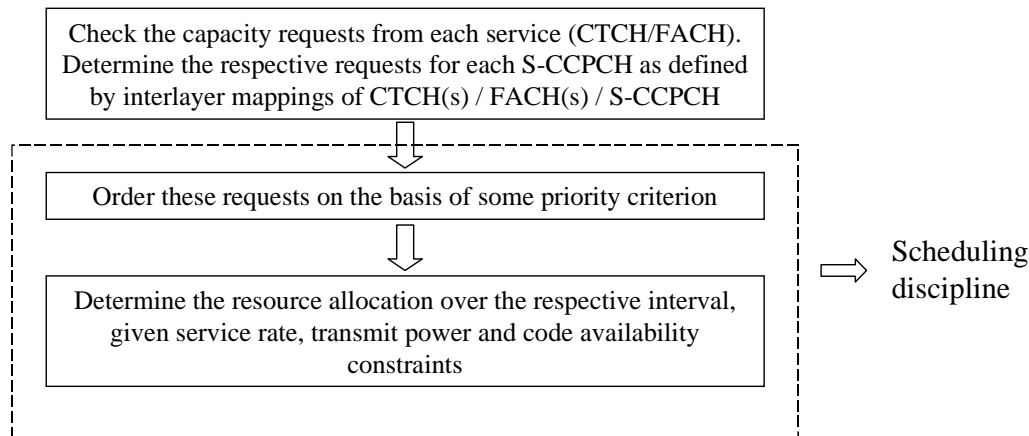 Check the capacity requests from each service (CTCH/FACH).
Determine the respective requests for each S-CCPCH as defined
by interlayer mappings of CTCH(s) / FACH(s) / S-CCPCH
Order these requests on the basis of some priority criterion
Determine the resource allocation over the respective interval,
given service rate, transmit power and code availability
constraints
Scheduling
discipline